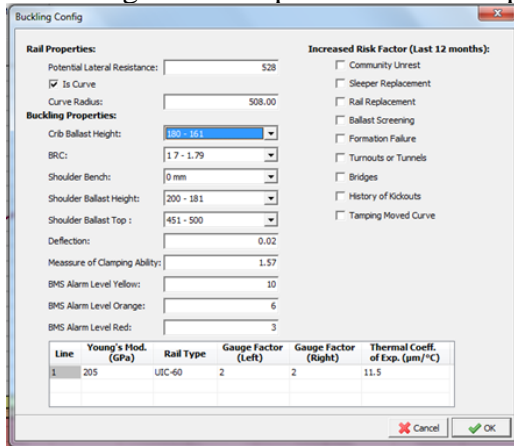 Buckling Config
Rail Properties:
Potential Lateral Resistance: 528
Is Curve
Curve Radius: 508.00
Buckling Properties:
Crib Ballast Height: 180 - 161
BRC: 1 7 - 1.79
Shoulder Bench: 0 mm
Shoulder Ballast Height: 200 - 181
Shoulder Ballast Top : 451 - 500
Deflection: 0.02
Meassure of Clamping Ability: 1.57
BMS Alarm Level Yellow: 10
BMS Alarm Level Orange: 6
BMS Alarm Level Red: 3
Increased Risk Factor (Last 12 months):
Community Unrest
Sleeper Replacement
Rail Replacement
Ballast Screening
Formation Failure
Turnouts or Tunnels
Bridges
History of Kickouts
Tamping Moved Curve
Line Young's Mod. (GPa) Rail Type Gauge Factor (Left) Gauge Factor (Right) Thermal Coeff. of Exp. (µm/°C)
1 205 UIC-60 2 2 11.5
Cancel OK